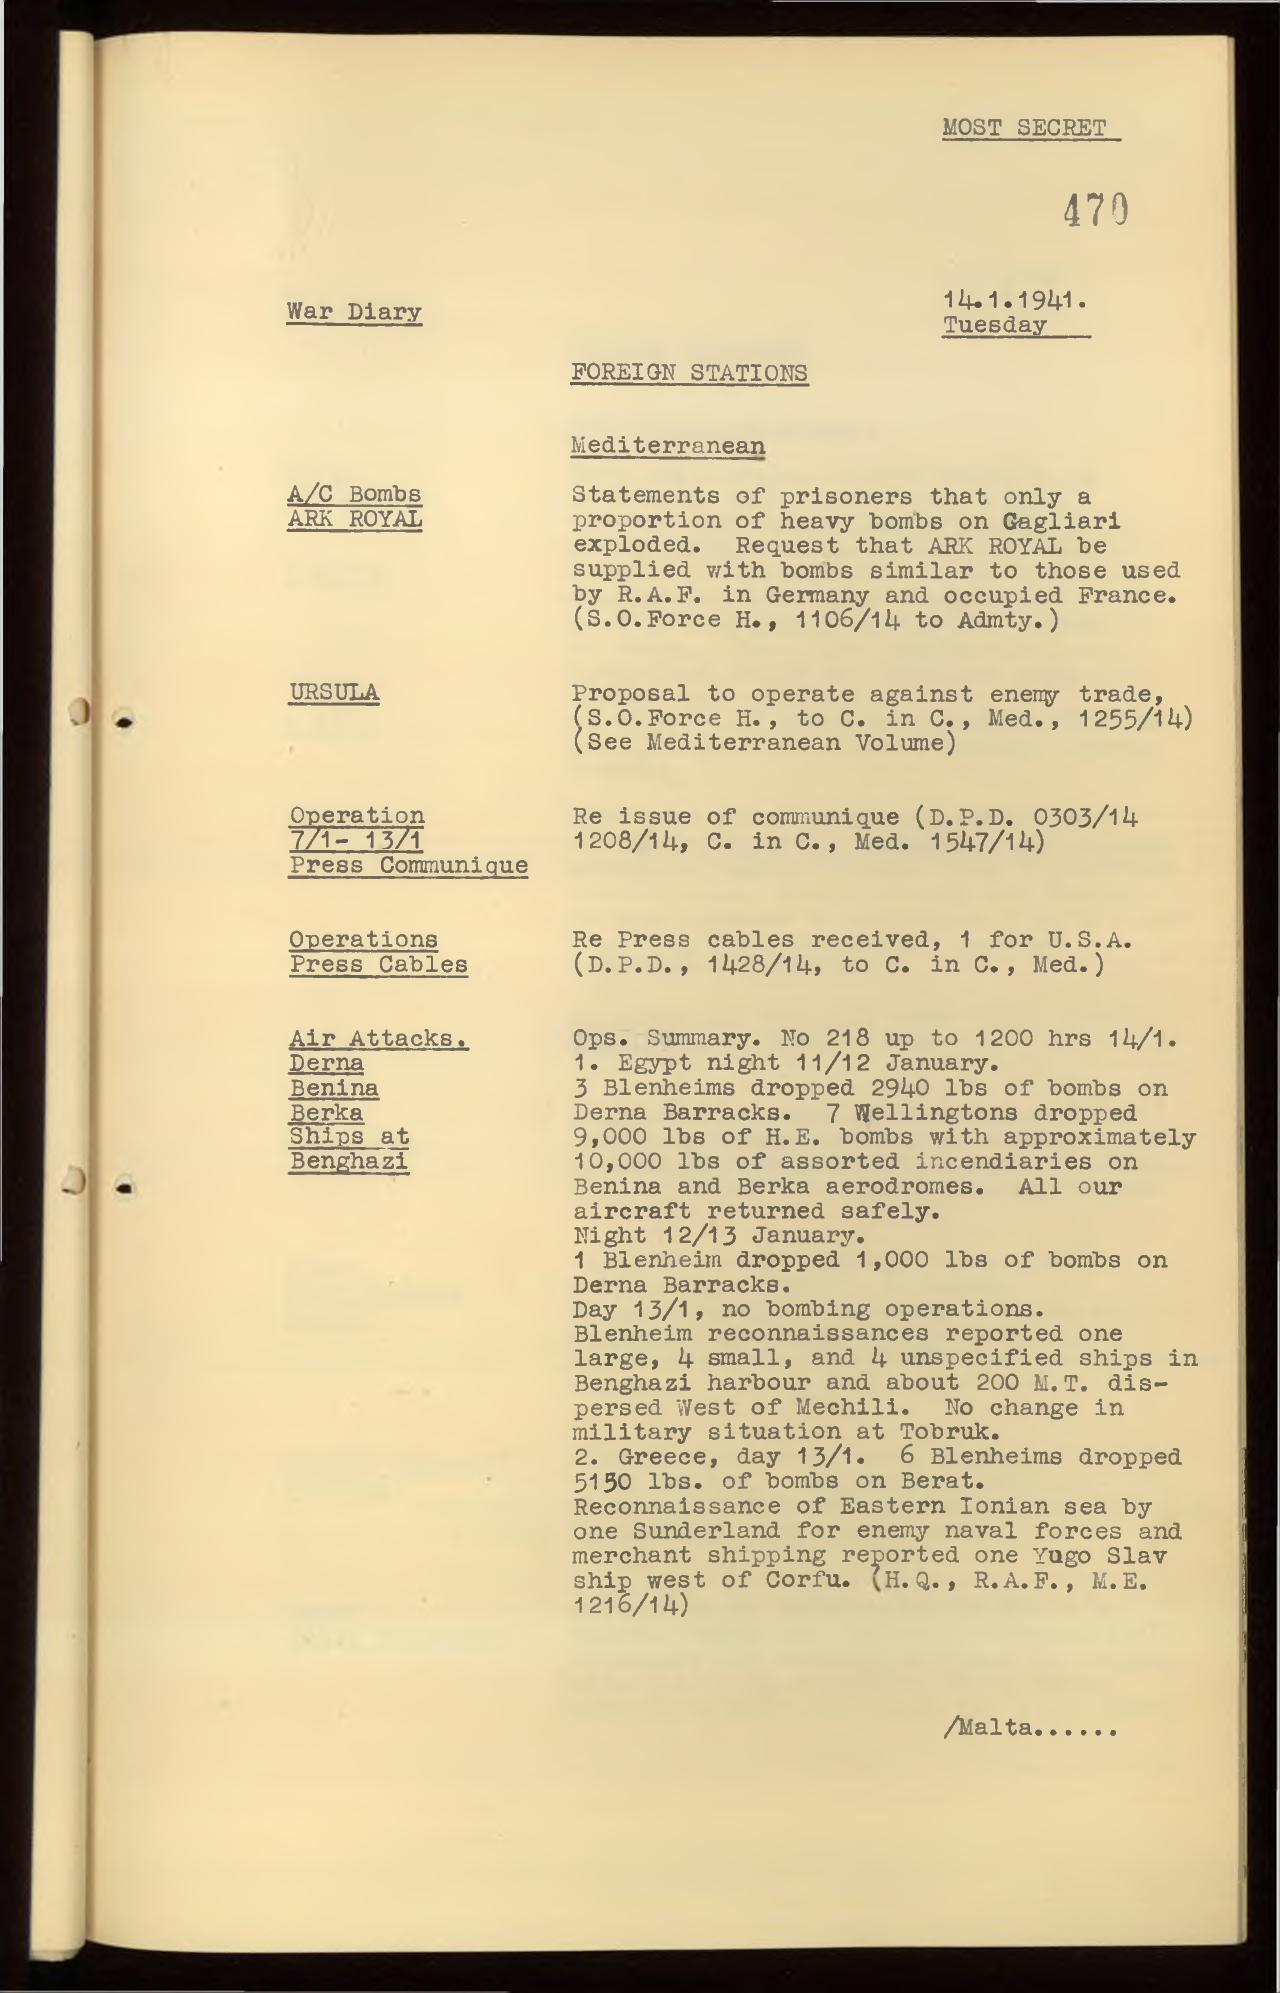 MOST SECRET
470
War Diary
14.1.1941.
Tuesday
FOREIGN STATIONS
Mediterranean
A/C Bombs
ARK ROYAL
Statements of prisoners that only a
proportion of heavy bombs on Gagliari
exploded. Request that ARK ROYAL be
supplied with bombs similar to those used
by R.A.F. in Germany and occupied France.
(S.O.Force H., 1106/14 to Admty.)
URSULA
Proposal to operate against enemy trade,
(S.O.Force H., to C. in C., Med., 1255/14)
(See Mediterranean Volume)
Operation
7/1- 13/1
Press Communique
Re issue of communique (D.P.D. 0303/14
1208/14, C. in C., Med. 1547/14)
Operations
Press Cables
Re Press cables received, 1 for U.S.A.
(D.P.D., 1428/14, to C. in C., Med.)
Air Attacks.
Derna
Benina
Berka
Ships at
Benghazi
Ops. Summary. No 218 up to 1200 hrs 14/1.
1. Egypt night 11/12 January.
3 Blenheims dropped 2940 lbs of bombs on
Derna Barracks. 7 Wellingtons dropped
9,000 lbs of H.E. bombs with approximately
10,000 lbs of assorted incendiaries on
Benina and Berka aerodromes. All our
aircraft returned safely.
Night 12/13 January.
1 Blenheim dropped 1,000 lbs of bombs on
Derna Barracks.
Day 13/1, no bombing operations.
Blenheim reconnaissances reported one
large, 4 small, and 4 unspecified ships in
Benghazi harbour and about 200 M.T. dis-
persed West of Mechili. No change in
military situation at Tobruk.
2. Greece, day 13/1. 6 Blenheims dropped
5150 lbs. of bombs on Berat.
Reconnaissance of Eastern Ionian sea by
one Sunderland for enemy naval forces and
merchant shipping reported one Yugo Slav
ship west of Corfu. (H.Q., R.A.F., M.E.
1216/14)
/Malta......